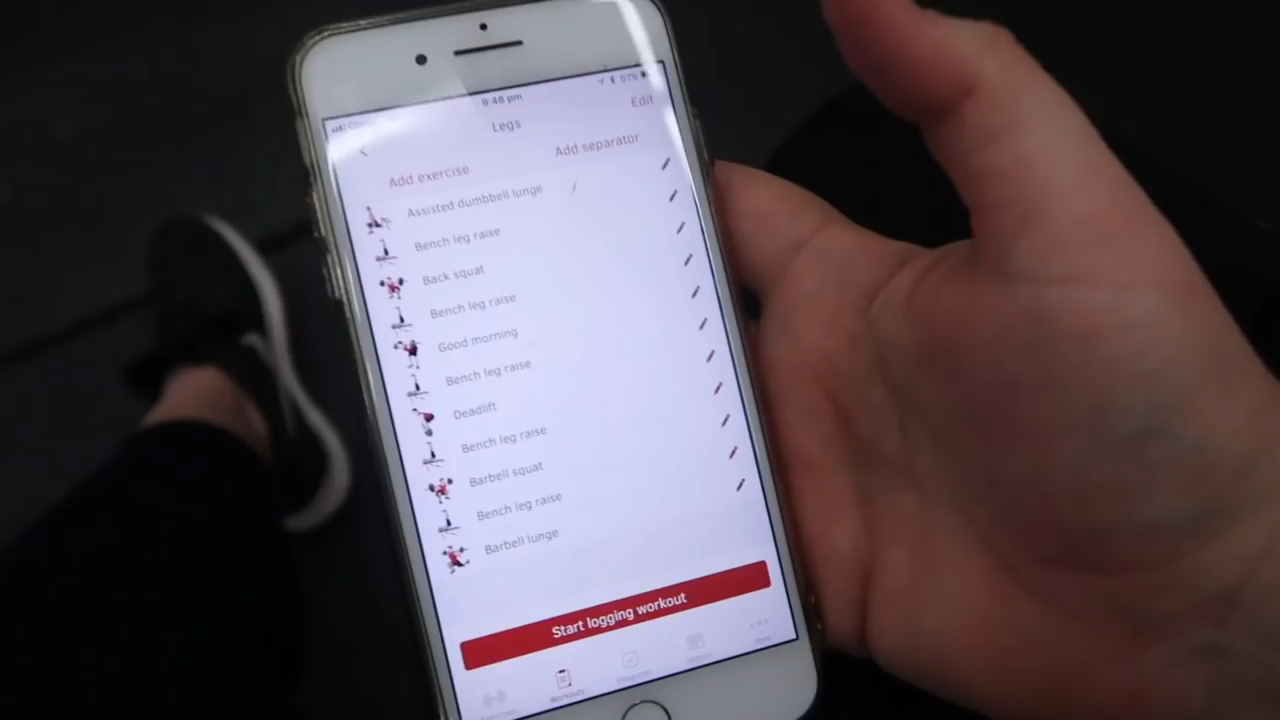 9:48 pm
57%
Legs
Edit
Add exercise
Add separator
Assisted dumbbell lunge
Bench leg raise
Back squat
Bench leg raise
Good morning
Bench leg raise
Deadlift
Bench leg raise
Barbell squat
Bench leg raise
Barbell lunge
Start logging workout
Workouts